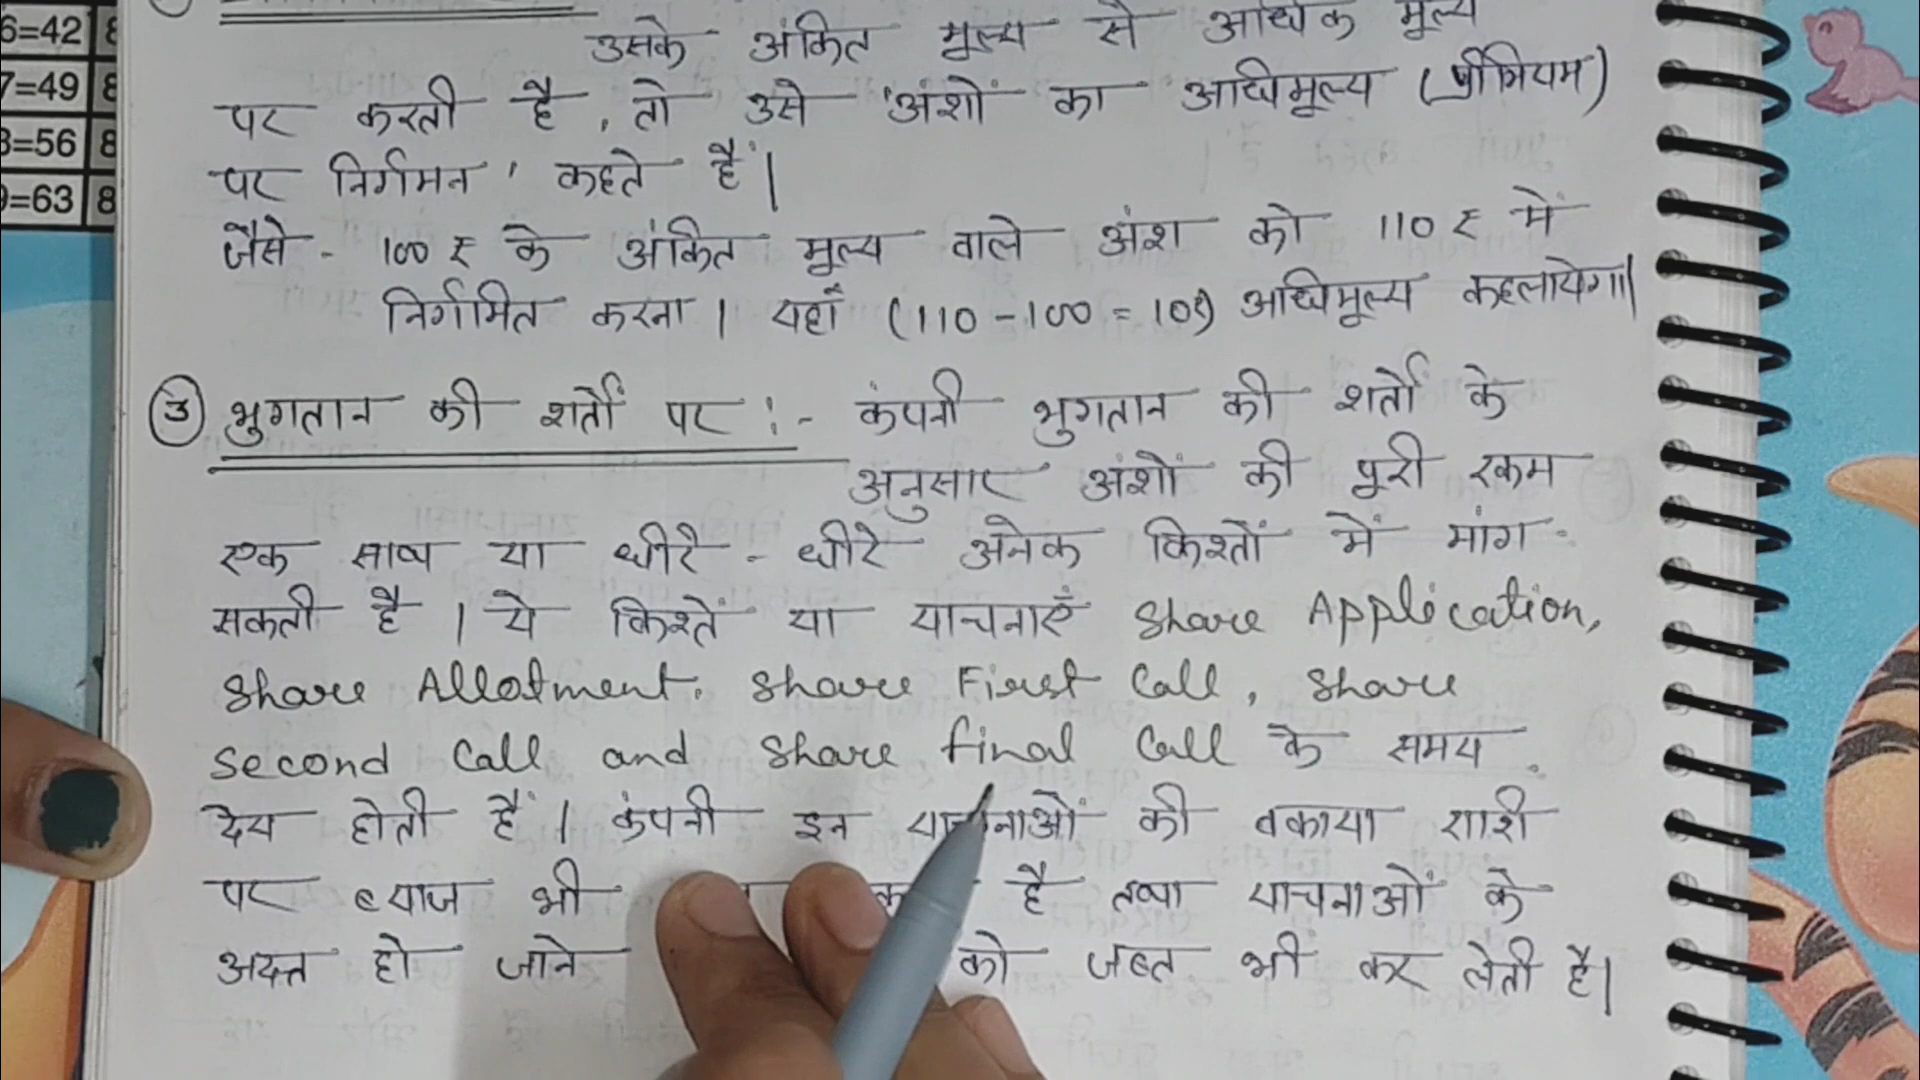 6=42 8
7=49 8
8=56 8
9=63 8
उसके अंकित मूल्य से अधिक मूल्य
पर करती है, तो उसे 'अंशों का अधिमूल्य (प्रीमियम)
पर निर्गमन' कहते हैं|
जैसे - 100 ₹ के अंकित मूल्य वाले अंश को 110 ₹ में
निर्गमित करना | यहाँ (110-100 = 10₹) अधिमूल्य कहलायेगा|
③ भुगतान की शर्तों पर :- कंपनी भुगतान की शर्तों के
अनुसार अंशों की पूरी रकम
एक साथ या धीरे - धीरे अनेक किश्तों में मांग
सकती है | ये किश्तें या याचनाएँ Share Application,
Share Allotment, Share First Call, Share
Second Call and Share final Call के समय
देय होती हैं | कंपनी इन याचनाओं की बकाया राशी
पर ब्याज भी है तथा याचनाओं के
अदत्त हो जाने को जब्त भी कर लेती है|